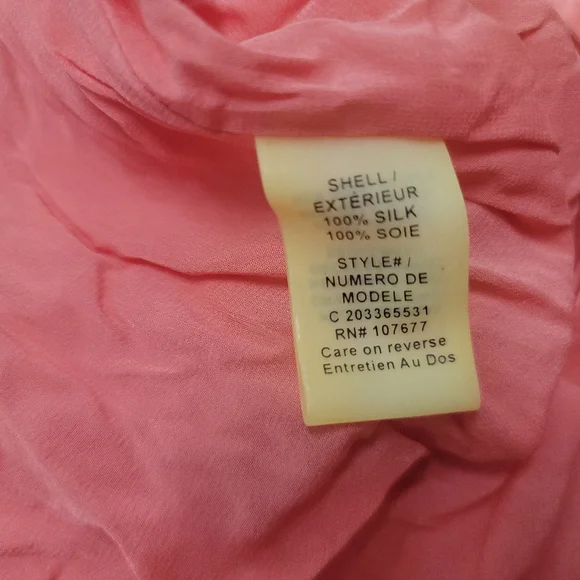 SHELL /
EXTÉRIEUR
100% SILK
100% SOIE
STYLE# /
NUMERO DE
MODELE
C 203365531
RN# 107677
Care on reverse
Entretien Au Dos